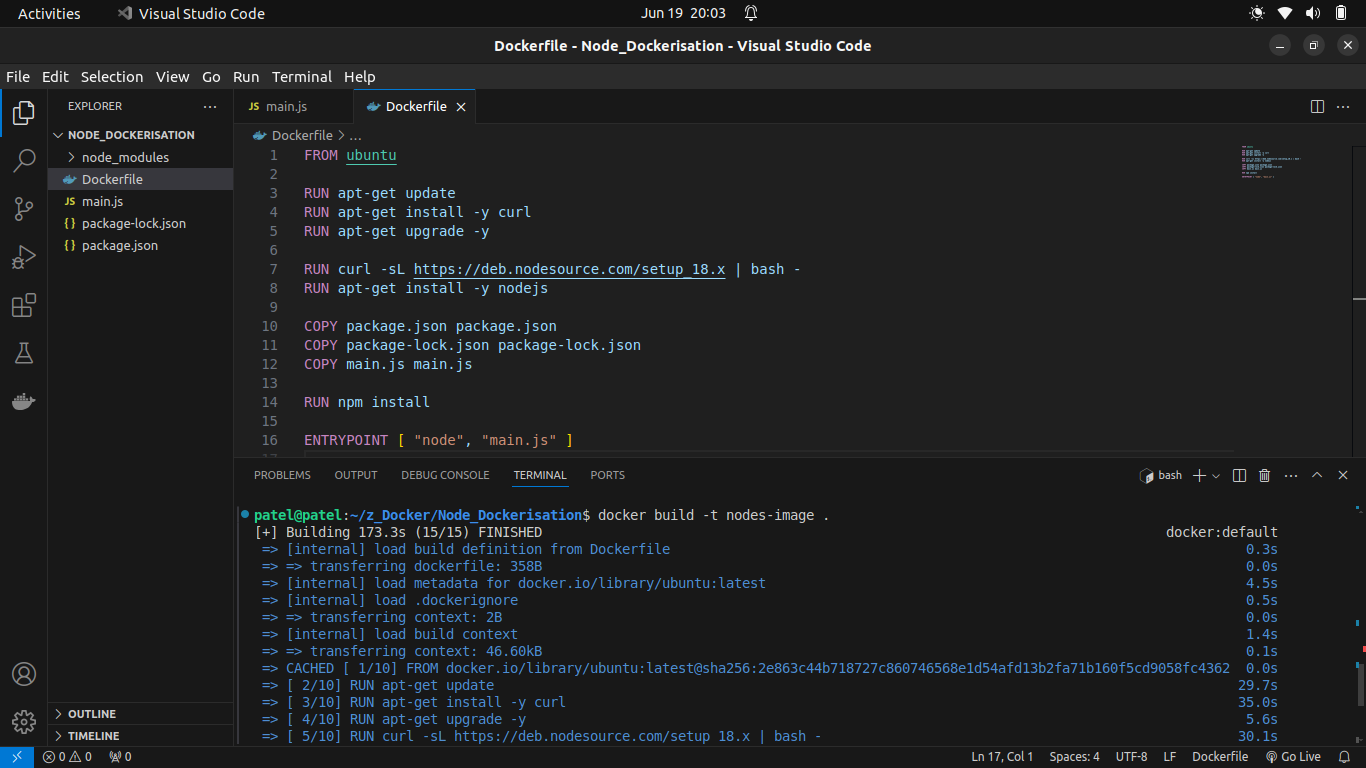 Activities
Visual Studio Code
Jun 19 20:03
Dockerfile - Node_Dockerisation - Visual Studio Code
File Edit Selection View Go Run Terminal Help
EXPLORER
NODE_DOCKERISATION
node_modules
Dockerfile
JS main.js
{} package-lock.json
{} package.json
OUTLINE
TIMELINE
JS main.js
Dockerfile
Dockerfile > ...
1 FROM ubuntu
2
3 RUN apt-get update
4 RUN apt-get install -y curl
5 RUN apt-get upgrade -y
6
7 RUN curl -sL https://deb.nodesource.com/setup_18.x | bash -
8 RUN apt-get install -y nodejs
9
10 COPY package.json package.json
11 COPY package-lock.json package-lock.json
12 COPY main.js main.js
13
14 RUN npm install
15
16 ENTRYPOINT [ "node", "main.js" ]
PROBLEMS OUTPUT DEBUG CONSOLE TERMINAL PORTS
bash
patel@patel:~/z_Docker/Node_Dockerisation$ docker build -t nodes-image .
[+] Building 173.3s (15/15) FINISHED docker:default
=> [internal] load build definition from Dockerfile 0.3s
=> => transferring dockerfile: 358B 0.0s
=> [internal] load metadata for docker.io/library/ubuntu:latest 4.5s
=> [internal] load .dockerignore 0.5s
=> => transferring context: 2B 0.0s
=> [internal] load build context 1.4s
=> => transferring context: 46.60kB 0.1s
=> CACHED [ 1/10] FROM docker.io/library/ubuntu:latest@sha256:2e863c44b718727c860746568e1d54afd13b2fa71b160f5cd9058fc4362 0.0s
=> [ 2/10] RUN apt-get update 29.7s
=> [ 3/10] RUN apt-get install -y curl 35.0s
=> [ 4/10] RUN apt-get upgrade -y 5.6s
=> [ 5/10] RUN curl -sL https://deb.nodesource.com/setup_18.x | bash - 30.1s
0 0 0
Ln 17, Col 1 Spaces: 4 UTF-8 LF Dockerfile Go Live